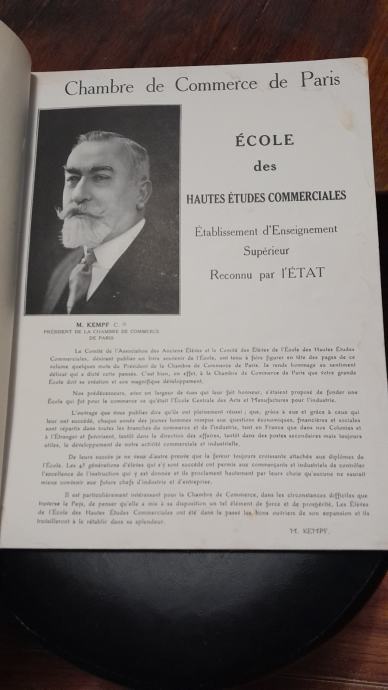 Chambre de Commerce de Paris
ÉCOLE
des
HAUTES ÉTUDES COMMERCIALES
Établissement d'Enseignement
Supérieur
Reconnu par l'ÉTAT
M. KEMPF C. ✻
PRÉSIDENT DE LA CHAMBRE DE COMMERCE
DE PARIS
Le Comité de l'Association des Anciens Élèves et le Comité des Élèves de l'École des Hautes Études
Commerciales, désirant publier un livre souvenir de l'École, ont tenu à faire figurer en tête des pages de ce
volume quelques mots du Président de la Chambre de Commerce de Paris. Je rends hommage au sentiment
délicat qui a dicté cette pensée. C'est bien, en effet, à la Chambre de Commerce de Paris que votre grande
École doit sa création et son magnifique développement.
Nos prédécesseurs, avec un largeur de vues qui leur fait honneur, s'étaient proposé de fonder une
École qui fût pour le commerce ce qu'était l'École Centrale des Arts et Manufactures pour l'industrie.
L'ouvrage que vous publiez dira qu'ils ont pleinement réussi ; que, grâce à eux et grâce à ceux qui
leur ont succédé, chaque année des jeunes hommes rompus aux questions économiques, financières et sociales
sont répartis dans toutes les branches du commerce et de l'industrie, tant en France que dans nos Colonies et
à l'Étranger et favorisent, tantôt dans la direction des affaires, tantôt dans des postes secondaires mais toujours
utiles, le développement de notre activité commerciale et industrielle.
De leurs succès je ne veux d'autre preuve que la faveur toujours croissante attachée aux diplômes de
l'École. Les 45 générations d'élèves qui s'y sont succédé ont permis aux commerçants et industriels de contrôler
l'excellence de l'instruction qui y est donnée et ils proclament hautement par leurs choix qu'aucune ne saurait
mieux convenir aux futurs chefs d'industrie et d'entreprise.
Il est particulièrement intéressant pour la Chambre de Commerce, dans les circonstances difficiles que
traverse le Pays, de penser qu'elle a mis à sa disposition un tel élément de force et de prospérité. Les Élèves
de l'École des Hautes Études Commerciales ont été dans le passé les bons ouvriers de son expansion et ils
travailleront à le rétablir dans sa splendeur.
M. KEMPF.